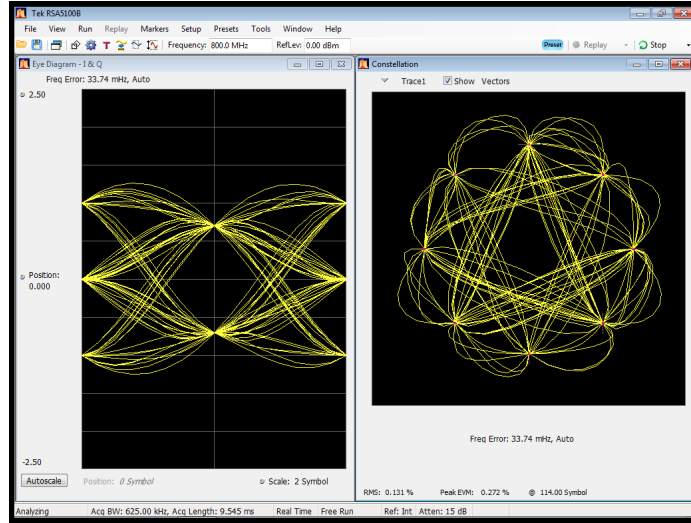 Tek RSA5100B
File View Run Replay Markers Setup Presets Tools Window Help
T Frequency: 800.0 MHz RefLev: 0.00 dBm Preset Replay Stop
Eye Diagram - I & Q
Freq Error: 33.74 mHz, Auto
2.50
Position:
0.000
-2.50
Autoscale Position: 0 Symbol Scale: 2 Symbol
Constellation
Trace1 Show Vectors
Freq Error: 33.74 mHz, Auto
RMS: 0.131 % Peak EVM: 0.272 % @ 114.00 Symbol
Analyzing Acq BW: 625.00 kHz, Acq Length: 9.545 ms Real Time Free Run Ref: Int Atten: 15 dB